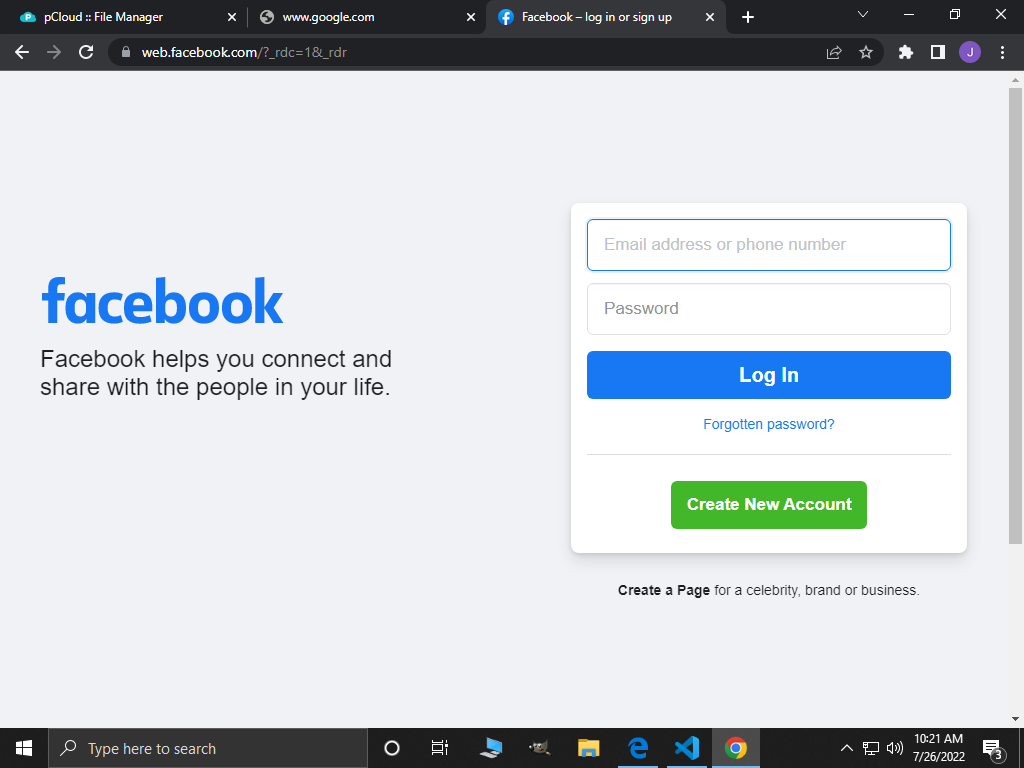 pCloud :: File Manager
www.google.com
Facebook – log in or sign up
web.facebook.com/?_rdc=1&_rdr
J
Email address or phone number
facebook
Password
Facebook helps you connect and
share with the people in your life.
Log In
Forgotten password?
Create New Account
Create a Page for a celebrity, brand or business.
Type here to search
10:21 AM
7/26/2022
3